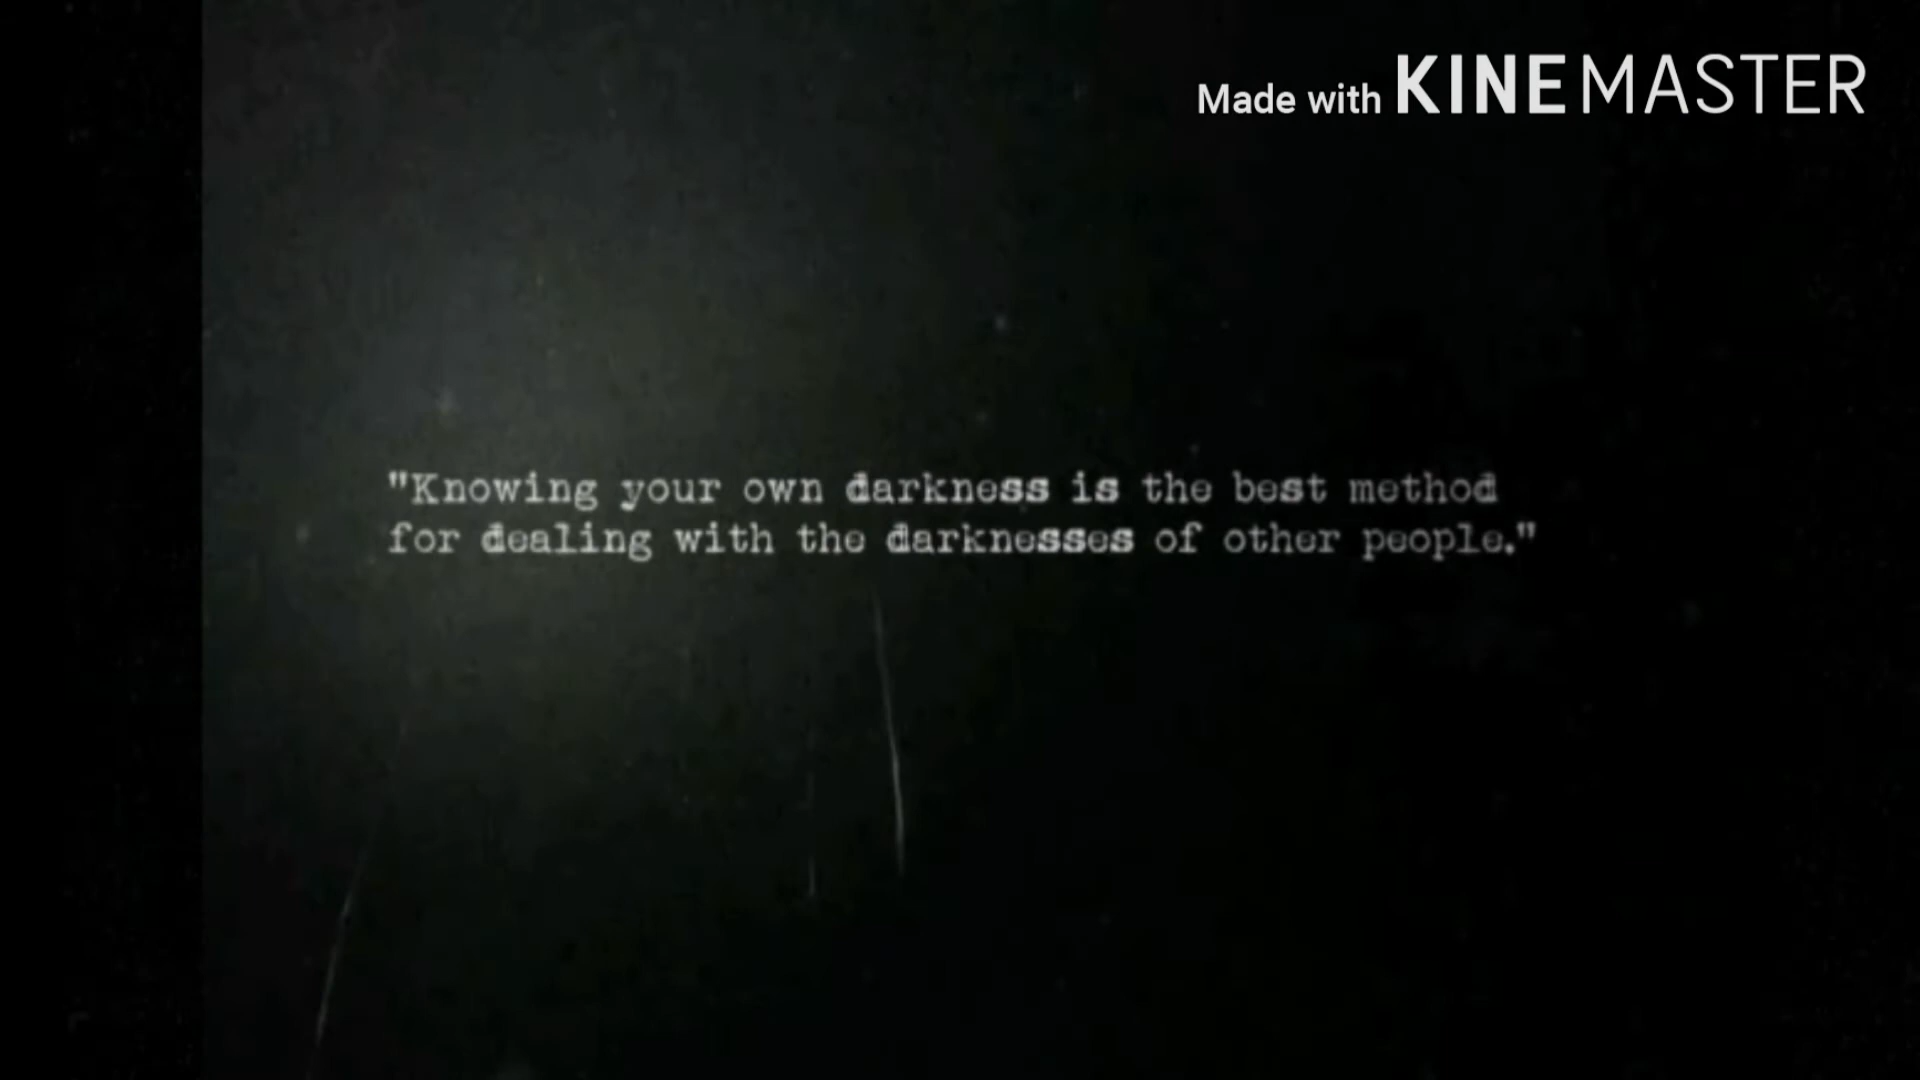 Made with KINEMASTER
"Knowing your own darkness is the best method
for dealing with the darknesses of other people."